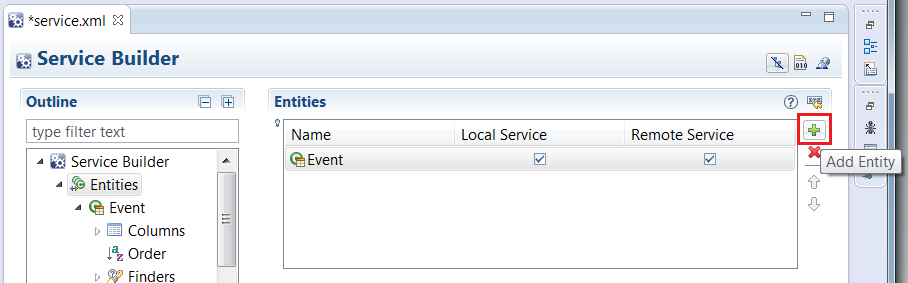 *service.xml
Service Builder
Outline
type filter text
Service Builder
Entities
Event
Columns
Order
Finders
Entities
Name Local Service Remote Service
Event
Add Entity